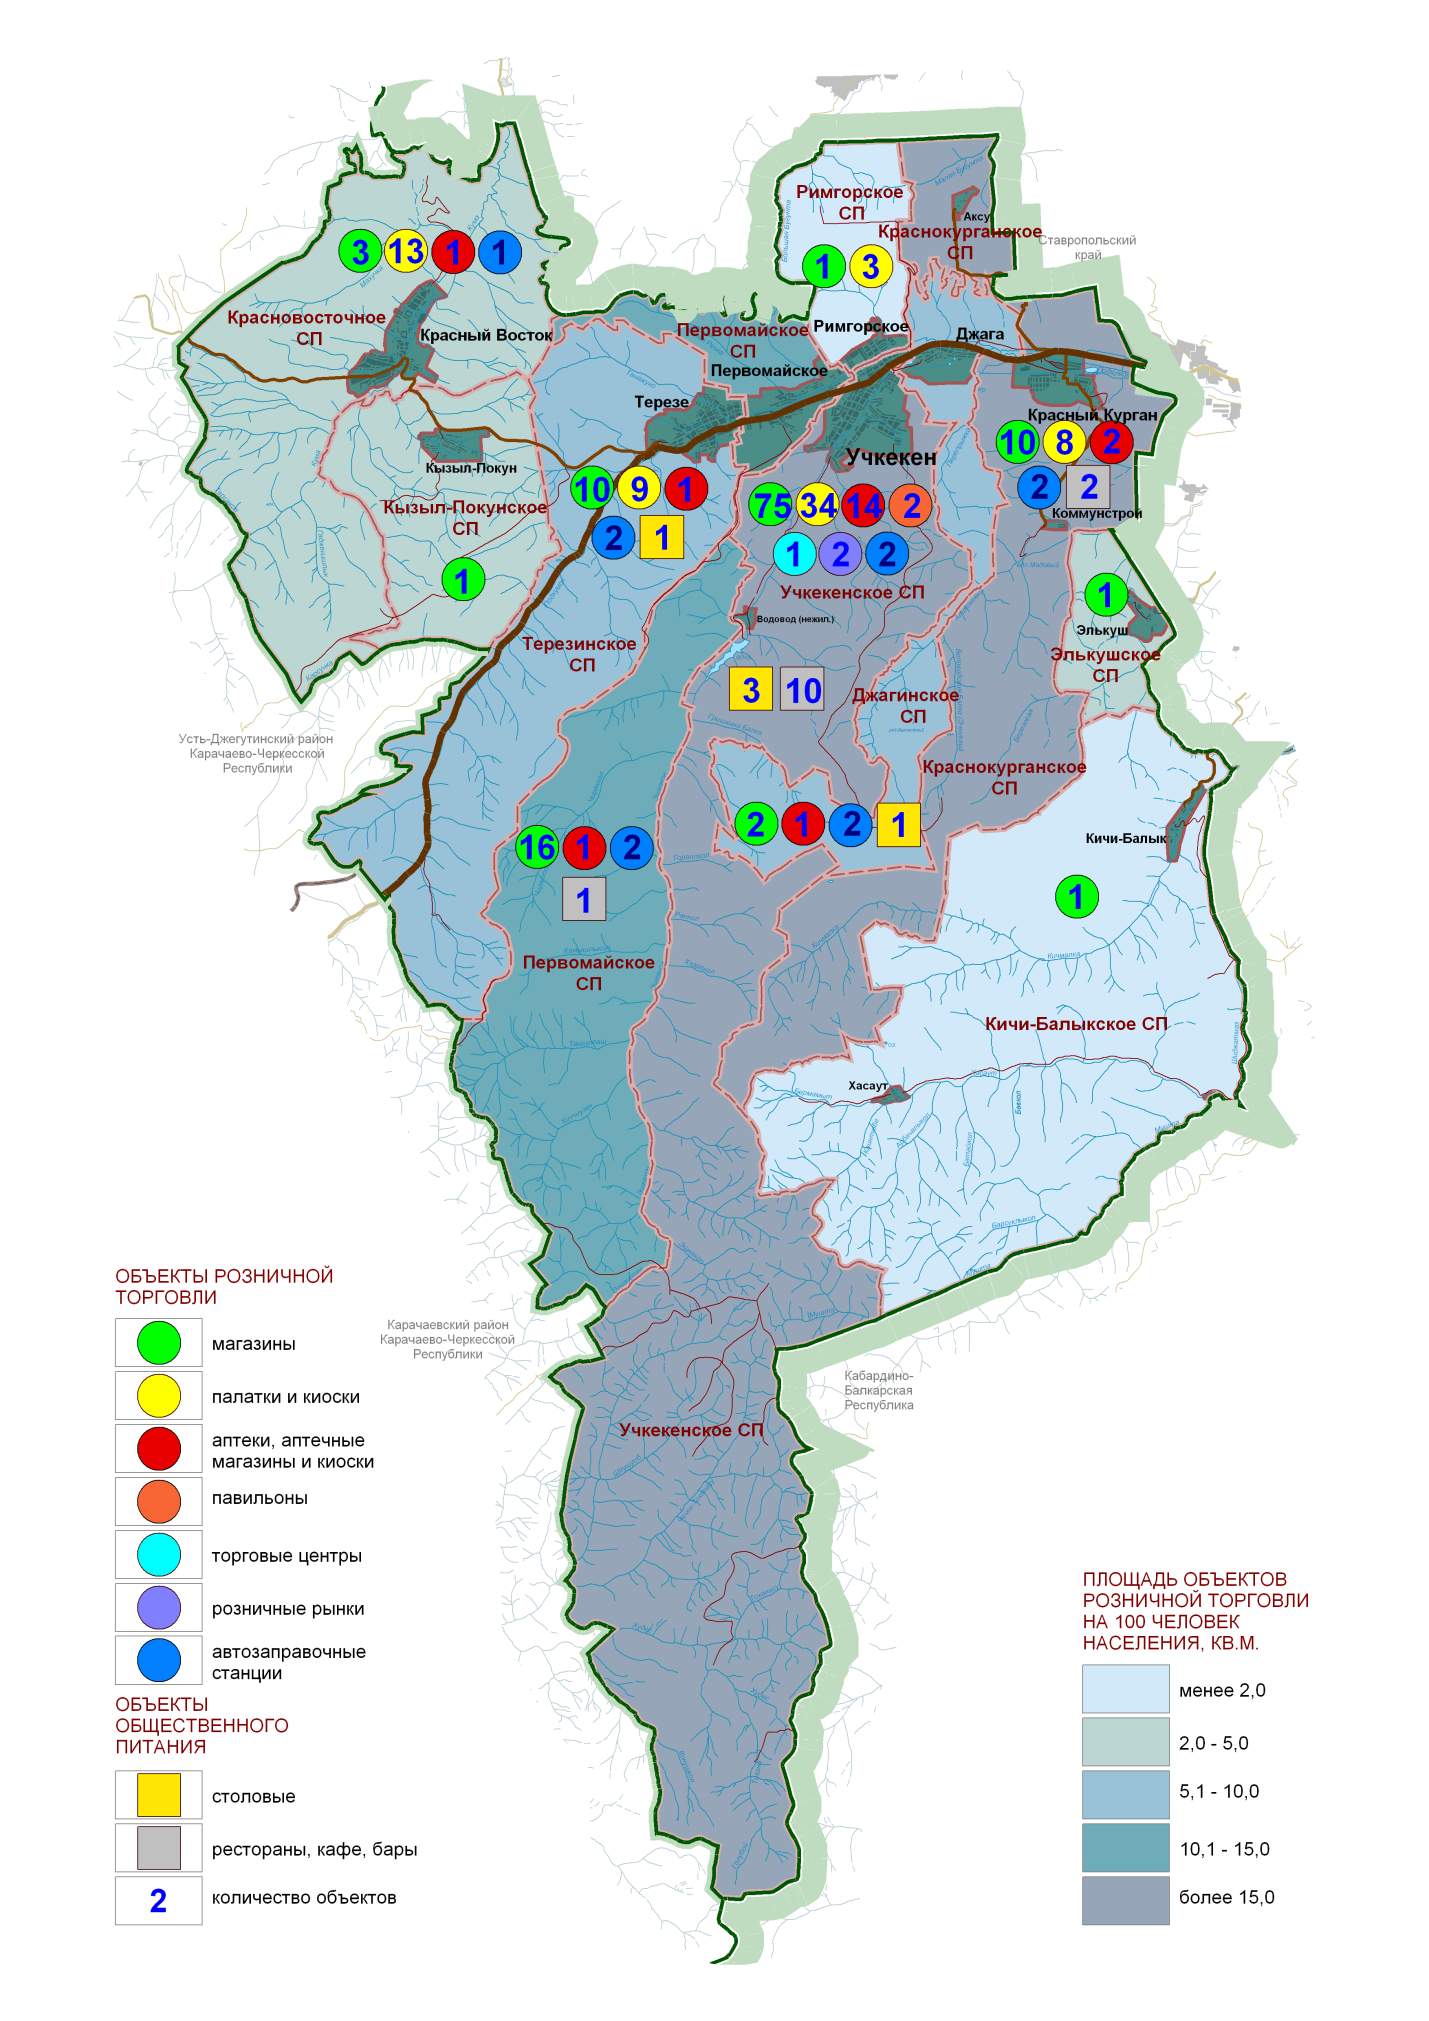 Римгорское
СП
Аксу
Краснокурганское
СП
Ставропольский
край
Малая Бугунта
Большая Бугунта
Кума
3
13
1
1
1
3
Красновосточное
СП
Красный Восток
Первомайское
СП
Первомайское
Римгорское
Джага
Терезе
Красный Курган
10
8
2
2
2
Коммунстрой
Учкекен
Кызыл-Покун
Кызыл-Покунское
СП
1
10
9
1
2
1
75
34
14
2
1
2
2
Учкекенское СП
Водовод (нежил.)
1
Элькуш
Элькушское
СП
Терезинское
СП
3
10
Джагинское
СП
Усть-Джегутинский район
Карачаево-Черкесской
Республики
Краснокурганское
СП
2
1
2
1
Кичи-Балык
16
1
2
1
1
Первомайское
СП
Кичмалка
Кичи-Балыкское СП
Хасаут
Хасаут
Бермамыт
ОБЪЕКТЫ РОЗНИЧНОЙ
ТОРГОВЛИ
магазины
палатки и киоски
аптеки, аптечные
магазины и киоски
павильоны
торговые центры
розничные рынки
автозаправочные
станции
ОБЪЕКТЫ
ОБЩЕСТВЕННОГО
ПИТАНИЯ
столовые
рестораны, кафе, бары
2
количество объектов
Карачаевский район
Карачаево-Черкесской
Республики
Кабардино-
Балкарская
Республика
Учкекенское СП
ПЛОЩАДЬ ОБЪЕКТОВ
РОЗНИЧНОЙ ТОРГОВЛИ
НА 100 ЧЕЛОВЕК
НАСЕЛЕНИЯ, КВ.М.
менее 2,0
2,0 - 5,0
5,1 - 10,0
10,1 - 15,0
более 15,0